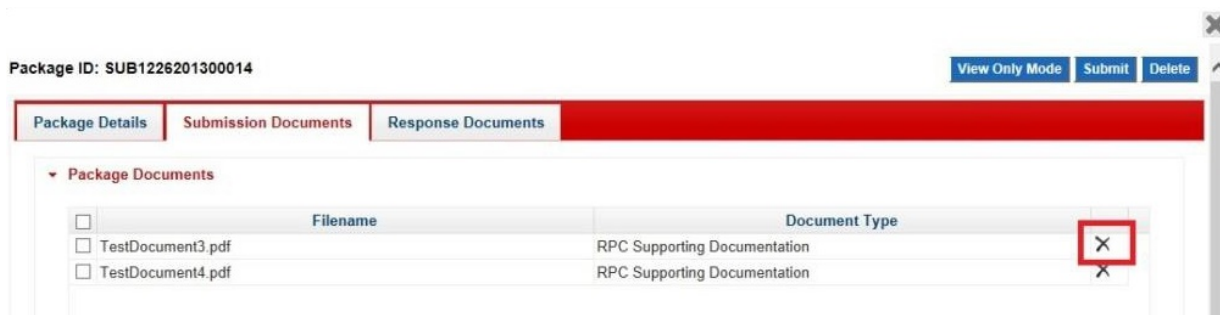 Package ID: SUB1226201300014
View Only Mode Submit Delete
Package Details Submission Documents Response Documents
Package Documents
Filename Document Type
TestDocument3.pdf RPC Supporting Documentation
TestDocument4.pdf RPC Supporting Documentation